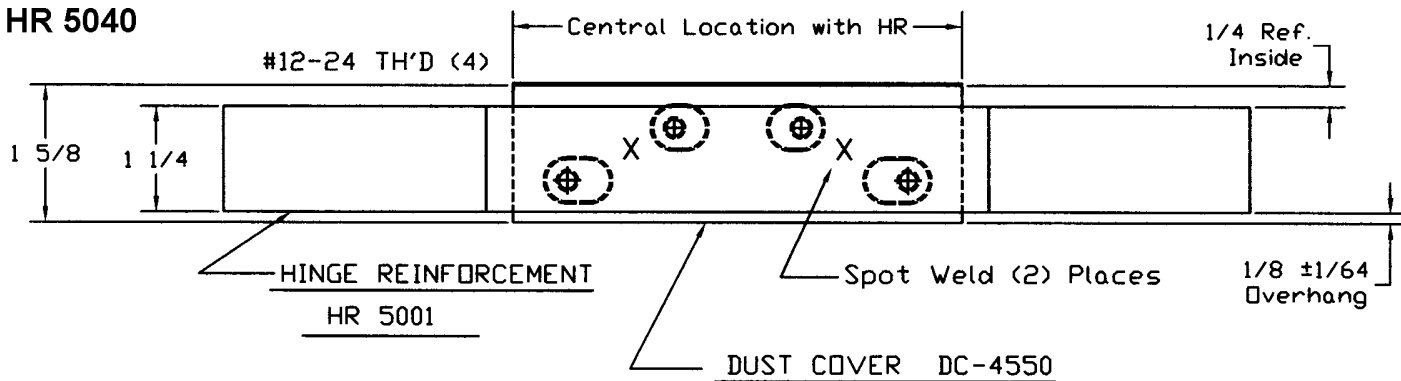 HR 5040
Central Location with HR
1/4 Ref.
Inside
#12-24 TH'D (4)
1 5/8
1 1/4
X
X
HINGE REINFORCEMENT
HR 5001
Spot Weld (2) Places
1/8 ±1/64
Overhang
DUST COVER DC-4550